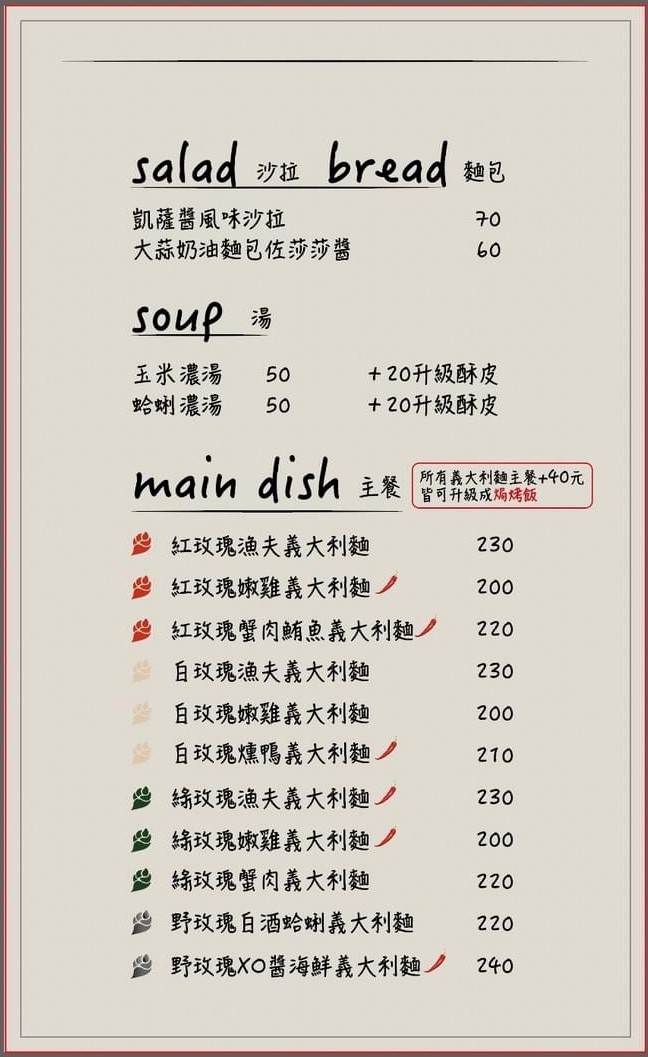 salad 沙拉 bread 麵包
凱薩醬風味沙拉 70
大蒜奶油麵包佐莎莎醬 60
soup 湯
玉米濃湯 50 +20升級酥皮
蛤蜊濃湯 50 +20升級酥皮
main dish 主餐
所有義大利麵主餐+40元
皆可升級成焗烤飯
紅玫瑰漁夫義大利麵 230
紅玫瑰嫩雞義大利麵 200
紅玫瑰蟹肉鮪魚義大利麵 220
白玫瑰漁夫義大利麵 230
白玫瑰嫩雞義大利麵 200
白玫瑰燻鴨義大利麵 210
綠玫瑰漁夫義大利麵 230
綠玫瑰嫩雞義大利麵 200
綠玫瑰蟹肉義大利麵 220
野玫瑰白酒蛤蜊義大利麵 220
野玫瑰XO醬海鮮義大利麵 240